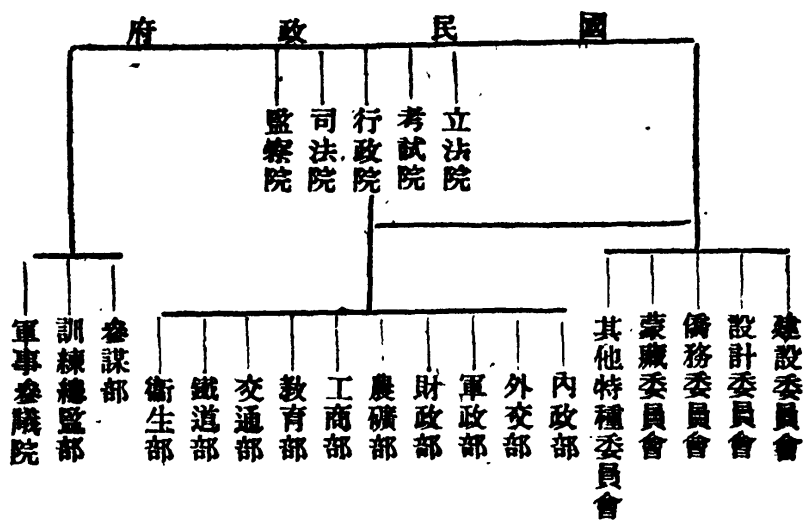 國民政府
立法院
考試院
行政院
司法院
監察院
建設委員會
設計委員會
僑務委員會
蒙藏委員會
其他特種委員會
內政部
外交部
軍政部
財政部
農礦部
工商部
教育部
交通部
鐵道部
衞生部
參謀部
訓練總監部
軍事參議院